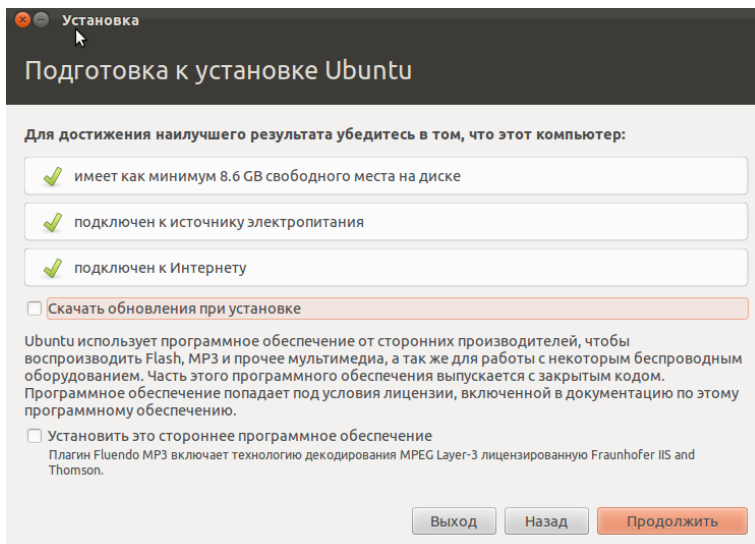 Установка
Подготовка к установке Ubuntu
Для достижения наилучшего результата убедитесь в том, что этот компьютер:
имеет как минимум 8.6 GB свободного места на диске
подключен к источнику электропитания
подключен к Интернету
Скачать обновления при установке
Ubuntu использует программное обеспечение от сторонних производителей, чтобы
воспроизводить Flash, MP3 и прочее мультимедиа, а так же для работы с некоторым беспроводным
оборудованием. Часть этого программного обеспечения выпускается с закрытым кодом.
Программное обеспечение попадает под условия лицензии, включенной в документацию по этому
программному обеспечению.
Установить это стороннее программное обеспечение
Плагин Fluendo MP3 включает технологию декодирования MPEG Layer-3 лицензированную Fraunhofer IIS and
Thomson.
Выход Назад Продолжить